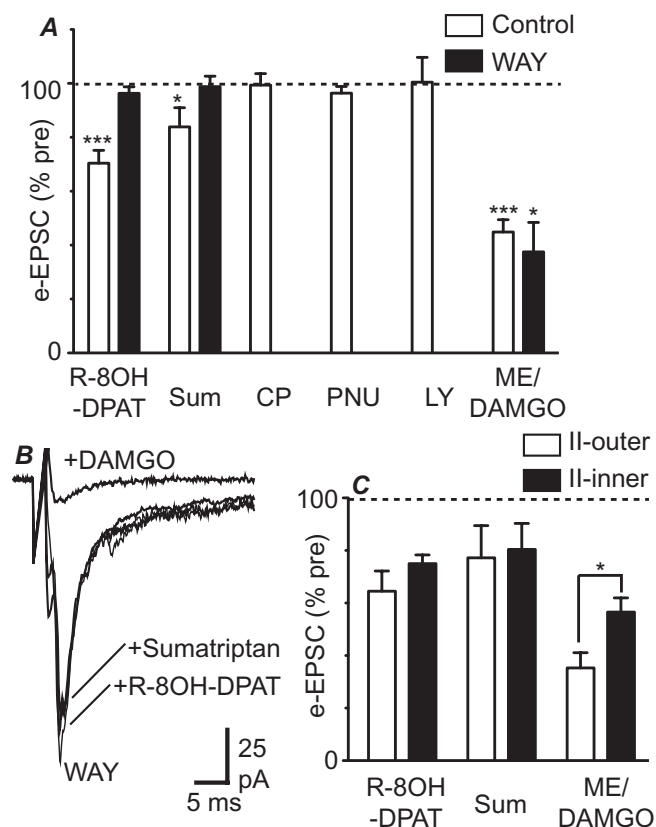 A
Control
WAY
100
***
*
***
*
e-EPSC (% pre)
0
R-8OH
-DPAT
Sum
CP
PNU
LY
ME/
DAMGO
B
+DAMGO
+Sumatriptan
+R-8OH-DPAT
WAY
25
pA
5 ms
II-outer
II-inner
C
100
*
e-EPSC (% pre)
0
R-8OH
-DPAT
Sum
ME/
DAMGO